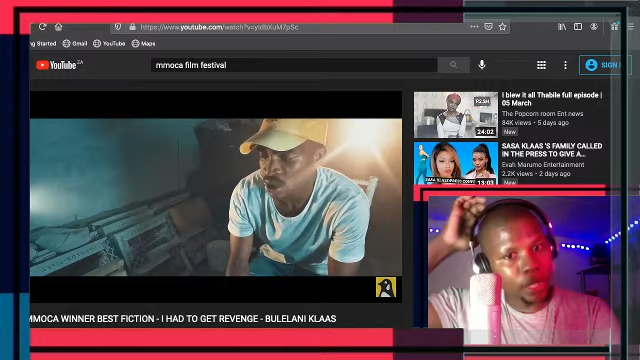 https://www.youtube.com/watch?v=yIdbXuM7pSc
ing Started
Gmail
YouTube
Maps
YouTube ZA
mmoca film festival
SIGN I
I blew it all Thabile full episode |
05 March
The Popcorn room Ent news
84K views • 5 days ago
New
24:02
SASA KLAAS 'S FAMILY CALLED
IN THE PRESS TO GIVE A...
Evah Marumo Entertainment
2.2K views • 2 days ago
New
13:03
MMOCA WINNER BEST FICTION - I HAD TO GET REVENGE - BULELANI KLAAS